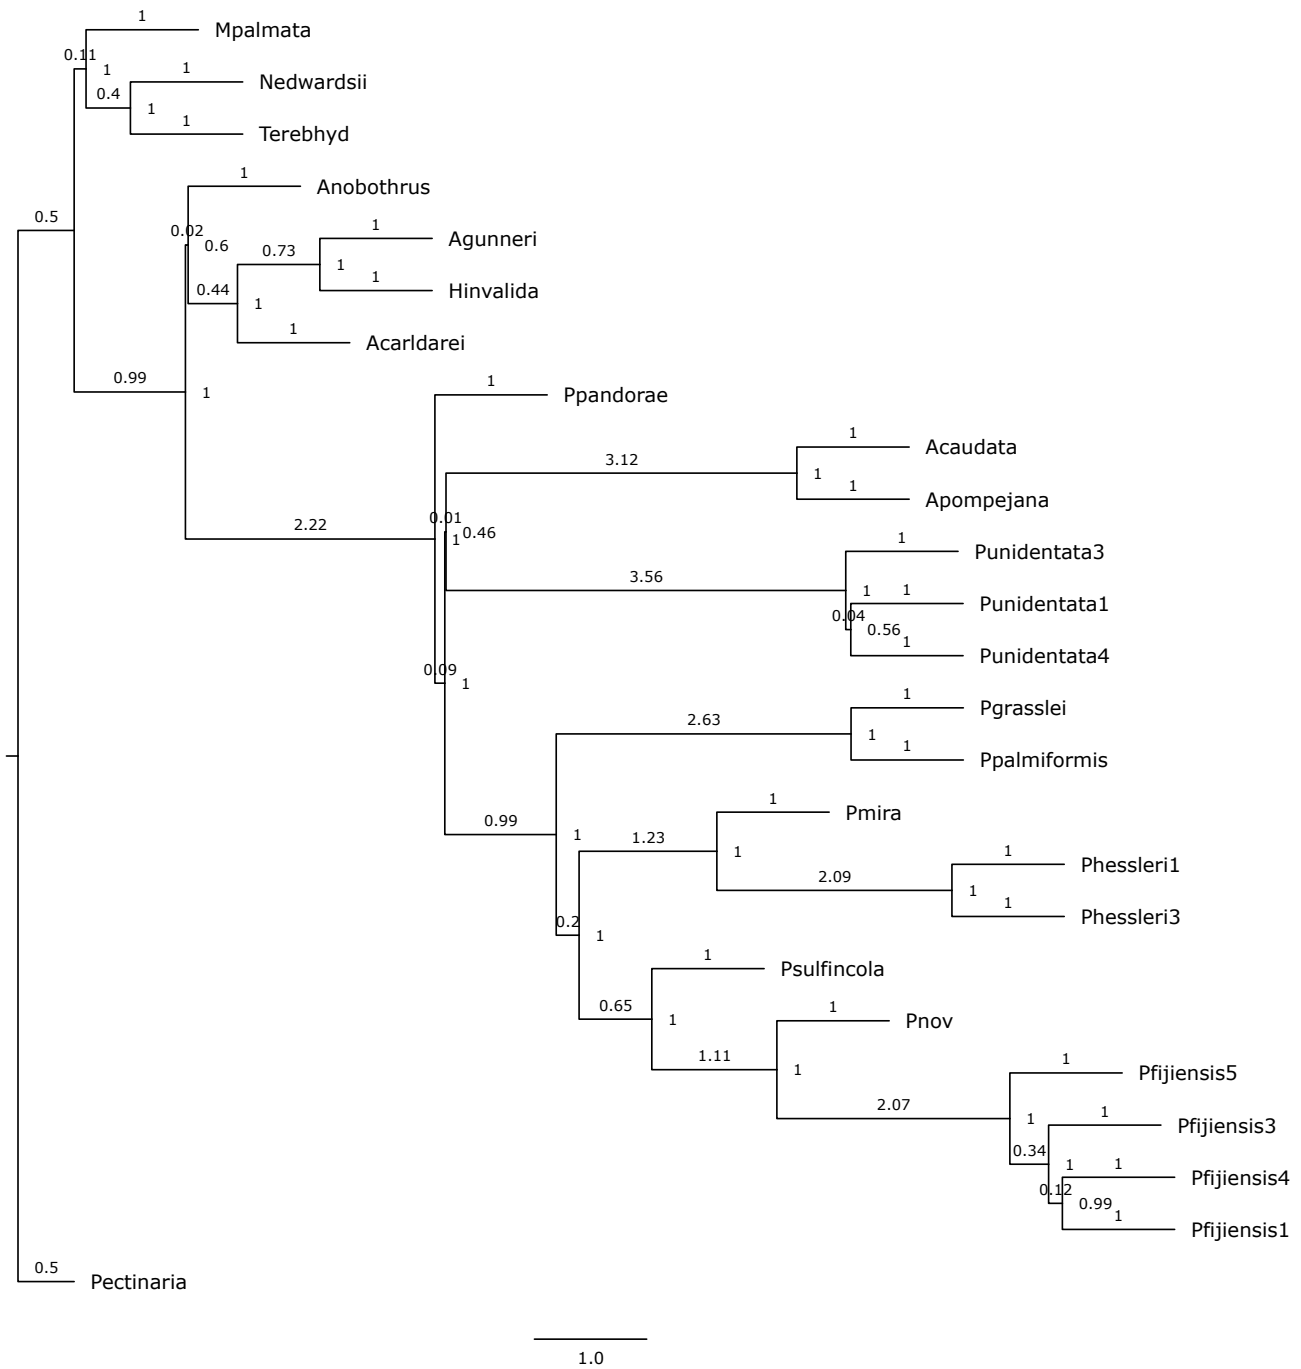 1
Mpalmata
0.11
1
1
Nedwardsii
0.4
1
1
Terebhyd
1
Anobothrus
0.5
0.02
0.6
1
Agunneri
0.73
1
1
Hinvalida
0.44
1
1
Acarldarei
0.99
1
1
Ppandorae
1
Acaudata
3.12
1
1
Apompejana
0.01
2.22
1
0.46
1
Punidentata3
3.56
1
1
Punidentata1
0.04
0.56
1
Punidentata4
0.09
1
1
Pgrasslei
2.63
1
1
Ppalmiformis
1
Pmira
0.99
1
1.23
1
1
Phessleri1
2.09
1
1
Phessleri3
0.2
1
1
Psulfincola
0.65
1
1
Pnov
1.11
1
1
Pfijiensis5
2.07
1
1
Pfijiensis3
0.34
1
1
Pfijiensis4
0.12
0.99
1
Pfijiensis1
0.5
Pectinaria
1.0